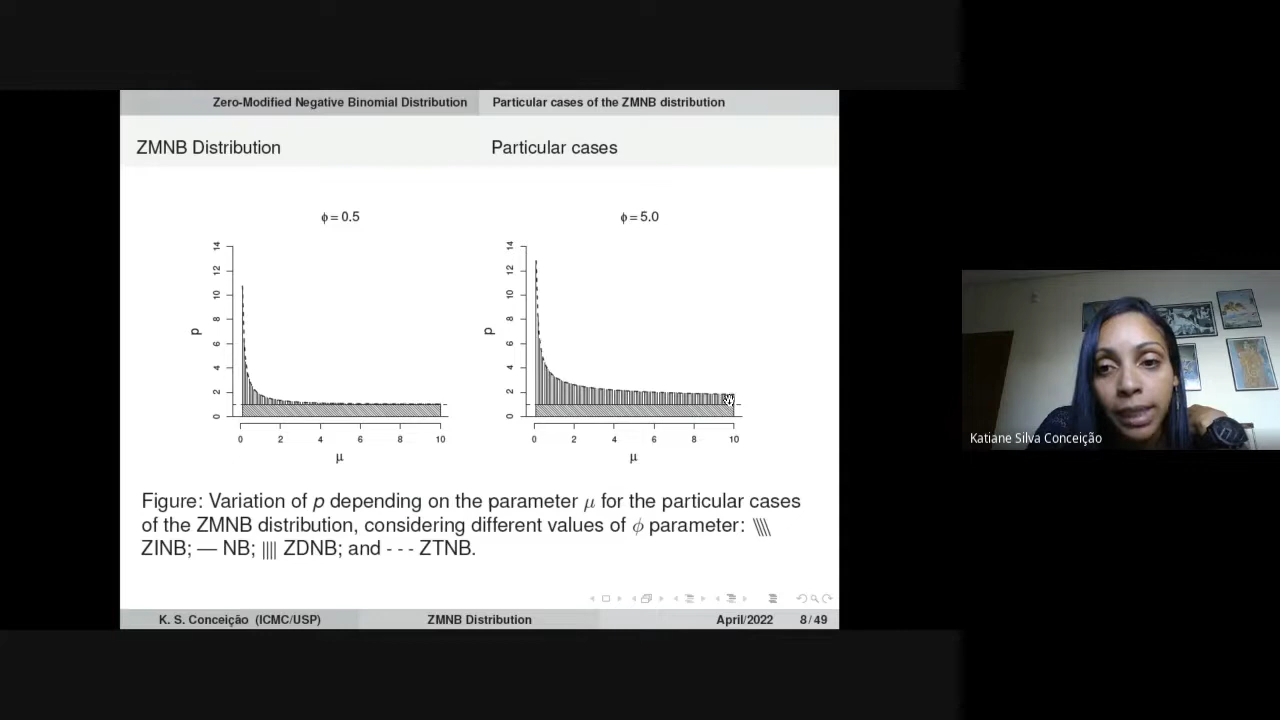 Zero-Modified Negative Binomial Distribution Particular cases of the ZMNB distribution
ZMNB Distribution Particular cases
ϕ = 0.5
p
0 2 4 6 8 10 12 14
0 2 4 6 8 10
μ
ϕ = 5.0
p
0 2 4 6 8 10 12 14
0 2 4 6 8 10
μ
Figure: Variation of p depending on the parameter μ for the particular cases
of the ZMNB distribution, considering different values of ϕ parameter: \\\\
ZINB; — NB; |||| ZDNB; and - - - ZTNB.
K. S. Conceição (ICMC/USP) ZMNB Distribution April/2022 8 / 49
Katiane Silva Conceição